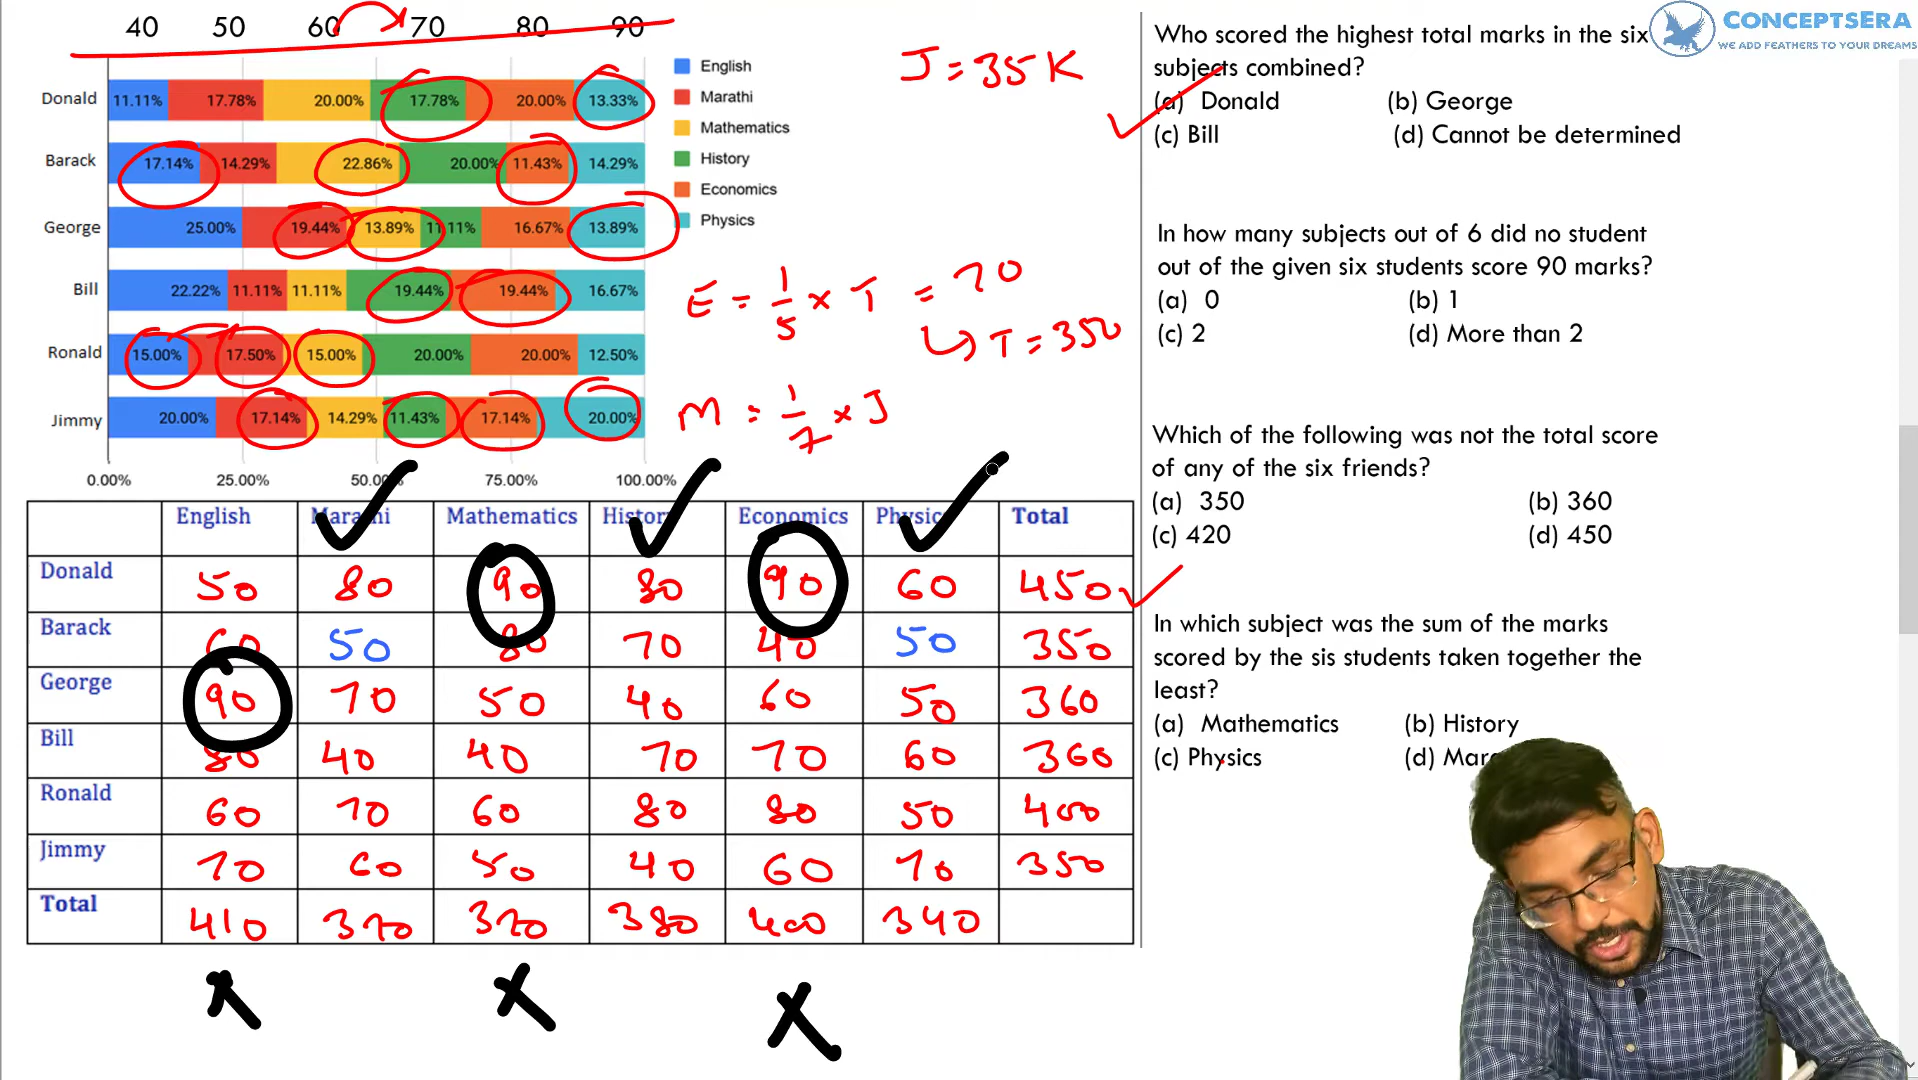 40 50 60 70 80 90
English
Marathi
Mathematics
History
Economics
Physics
Donald 11.11% 17.78% 20.00% 17.78% 20.00% 13.33%
Barack 17.14% 14.29% 22.86% 20.00% 11.43% 14.29%
George 25.00% 19.44% 13.89% 11.11% 16.67% 13.89%
Bill 22.22% 11.11% 11.11% 19.44% 19.44% 16.67%
Ronald 15.00% 17.50% 15.00% 20.00% 20.00% 12.50%
Jimmy 20.00% 17.14% 14.29% 11.43% 17.14% 20.00%
0.00% 25.00% 50.00% 75.00% 100.00%
J = 35 K
E = 1/5 × T = 70
T = 350
M = 1/7 × J
English Marathi Mathematics History Economics Physics Total
Donald 50 80 90 80 90 60 450
Barack 60 50 80 70 40 50 350
George 90 70 50 40 60 50 360
Bill 80 40 40 70 70 60 360
Ronald 60 70 60 80 80 50 400
Jimmy 70 60 50 40 60 70 350
Total 410 370 370 380 400 340
CONCEPTSERA
WE ADD FEATHERS TO YOUR DREAMS
Who scored the highest total marks in the six
subjects combined?
(a) Donald (b) George
(c) Bill (d) Cannot be determined
In how many subjects out of 6 did no student
out of the given six students score 90 marks?
(a) 0 (b) 1
(c) 2 (d) More than 2
Which of the following was not the total score
of any of the six friends?
(a) 350 (b) 360
(c) 420 (d) 450
In which subject was the sum of the marks
scored by the sis students taken together the
least?
(a) Mathematics (b) History
(c) Physics (d)